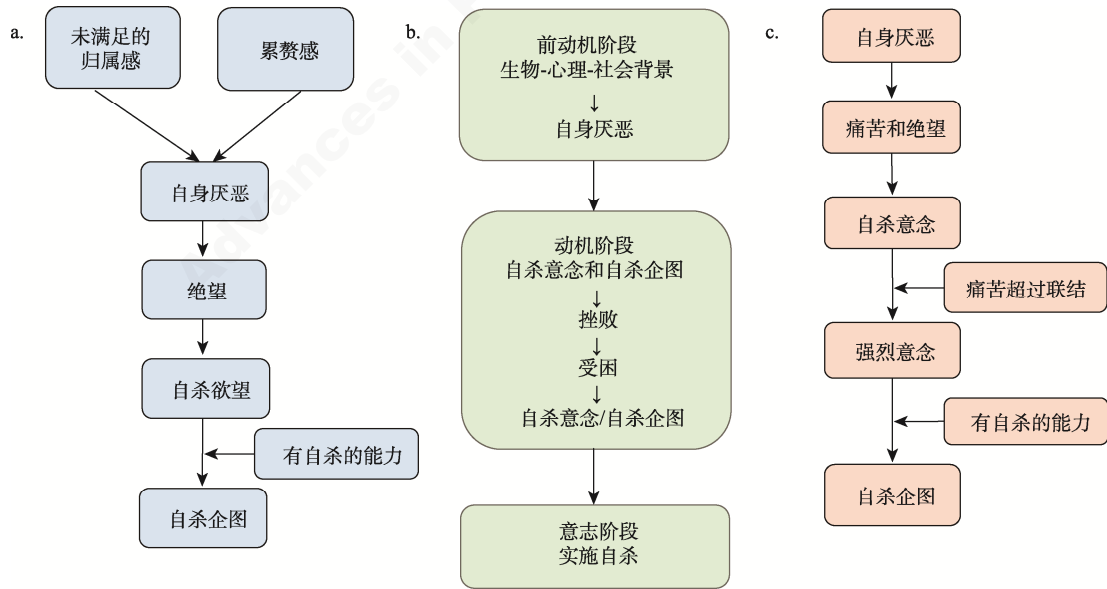 a.
未满足的
归属感
累赘感
自身厌恶
绝望
自杀欲望
有自杀的能力
自杀企图
b.
前动机阶段
生物-心理-社会背景
↓
自身厌恶
动机阶段
自杀意念和自杀企图
↓
挫败
↓
受困
↓
自杀意念/自杀企图
意志阶段
实施自杀
c.
自身厌恶
痛苦和绝望
自杀意念
痛苦超过联结
强烈意念
有自杀的能力
自杀企图
Advances in